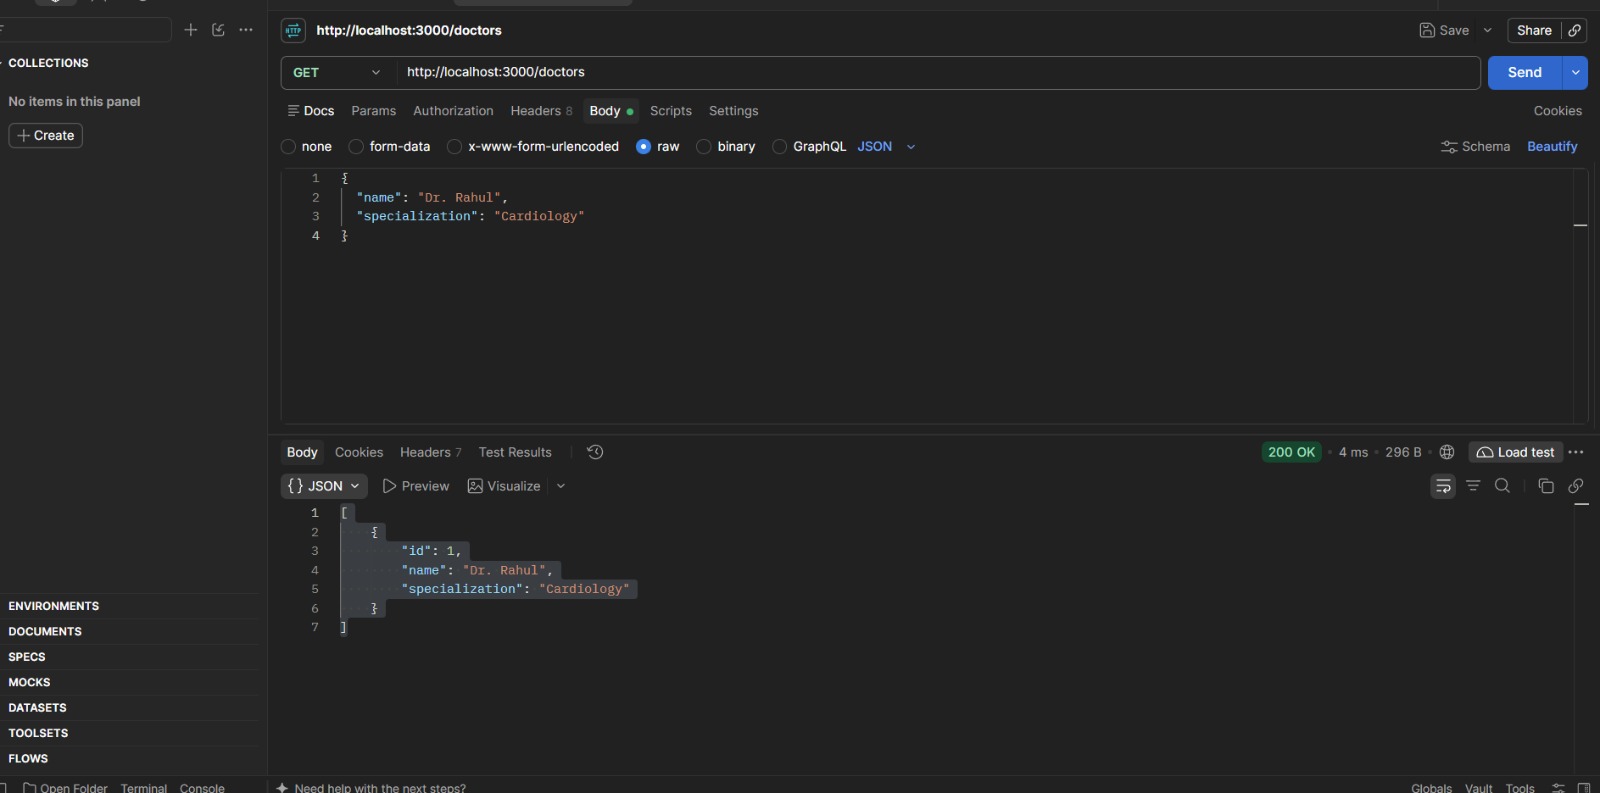 HTTP http://localhost:3000/doctors
Save
Share
COLLECTIONS
No items in this panel
+ Create
GET http://localhost:3000/doctors
Send
Docs Params Authorization Headers 8 Body Scripts Settings
Cookies
none form-data x-www-form-urlencoded raw binary GraphQL JSON
Schema Beautify
1 {
2 "name": "Dr. Rahul",
3 "specialization": "Cardiology"
4 }
Body Cookies Headers 7 Test Results
200 OK • 4 ms • 296 B
Load test
{} JSON Preview Visualize
1 [
2 {
3 "id": 1,
4 "name": "Dr. Rahul",
5 "specialization": "Cardiology"
6 }
7 ]
ENVIRONMENTS
DOCUMENTS
SPECS
MOCKS
DATASETS
TOOLSETS
FLOWS
Open Folder Terminal Console
Need help with the next steps?
Globals Vault Tools